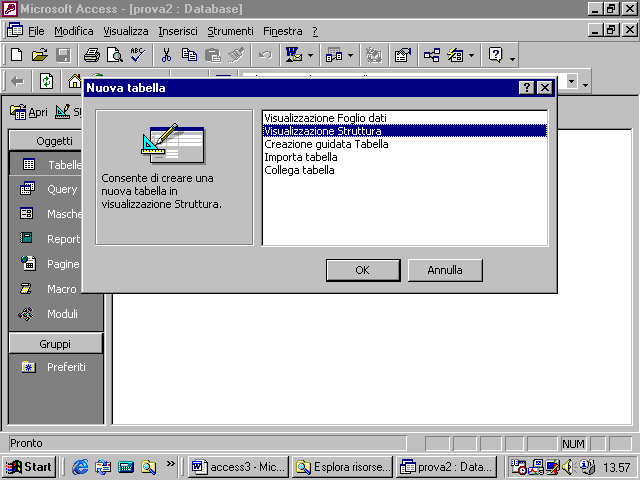 Microsoft Access - [prova2 : Database]
File Modifica Visualizza Inserisci Strumenti Finestra ?
Nuova tabella
Apri
Oggetti
Tabelle
Query
Masche
Report
Pagine
Macro
Moduli
Gruppi
Preferiti
Consente di creare una
nuova tabella in
visualizzazione Struttura.
Visualizzazione Foglio dati
Visualizzazione Struttura
Creazione guidata Tabella
Importa tabella
Collega tabella
OK
Annulla
Pronto
NUM
Start
»
access3 - Mic...
Esplora risorse...
prova2 : Data...
13.57